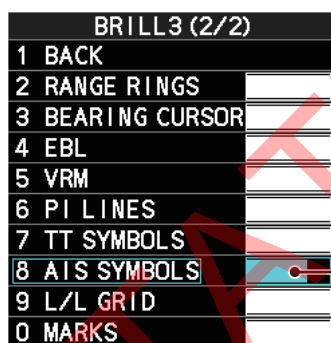 BRILL3 (2/2)
1 BACK
2 RANGE RINGS
3 BEARING CURSOR
4 EBL
5 VRM
6 PI LINES
7 TT SYMBOLS
8 AIS SYMBOLS
9 L/L GRID
0 MARKS